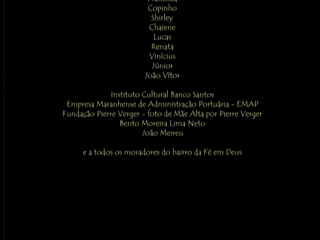 Copinho
Shirley
Chaiene
Lucas
Renata
Vinícius
Júnior
João Vítor
Instituto Cultural Banco Santos
Empresa Maranhense de Administração Portuária - EMAP
Fundação Pierre Verger - foto de Mãe Alta por Pierre Verger
Bento Moreira Lima Neto
João Meireu
e a todos os moradores do bairro da Fé em Deus